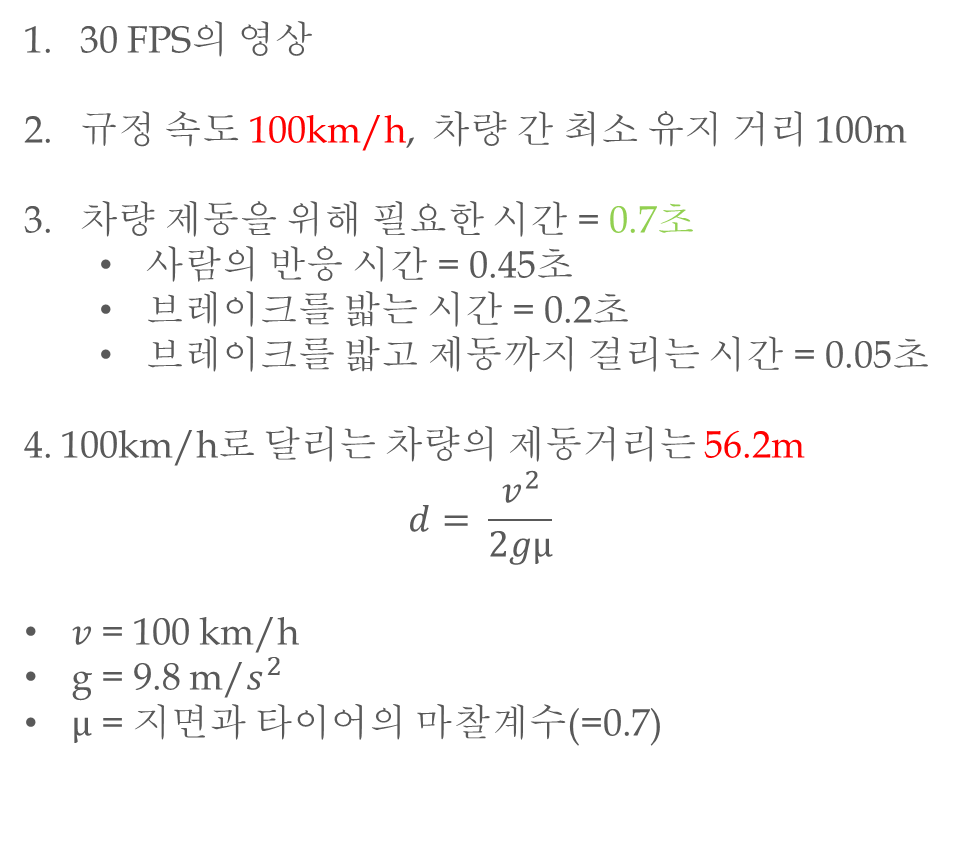 1. 30 FPS의 영상
2. 규정 속도 100km/h, 차량 간 최소 유지 거리 100m
3. 차량 제동을 위해 필요한 시간 = 0.7초
• 사람의 반응 시간 = 0.45초
• 브레이크를 밟는 시간 = 0.2초
• 브레이크를 밟고 제동까지 걸리는 시간 = 0.05초
4. 100km/h로 달리는 차량의 제동거리는 56.2m
d = v² / 2gμ
• v = 100 km/h
• g = 9.8 m/s²
• μ = 지면과 타이어의 마찰계수(=0.7)